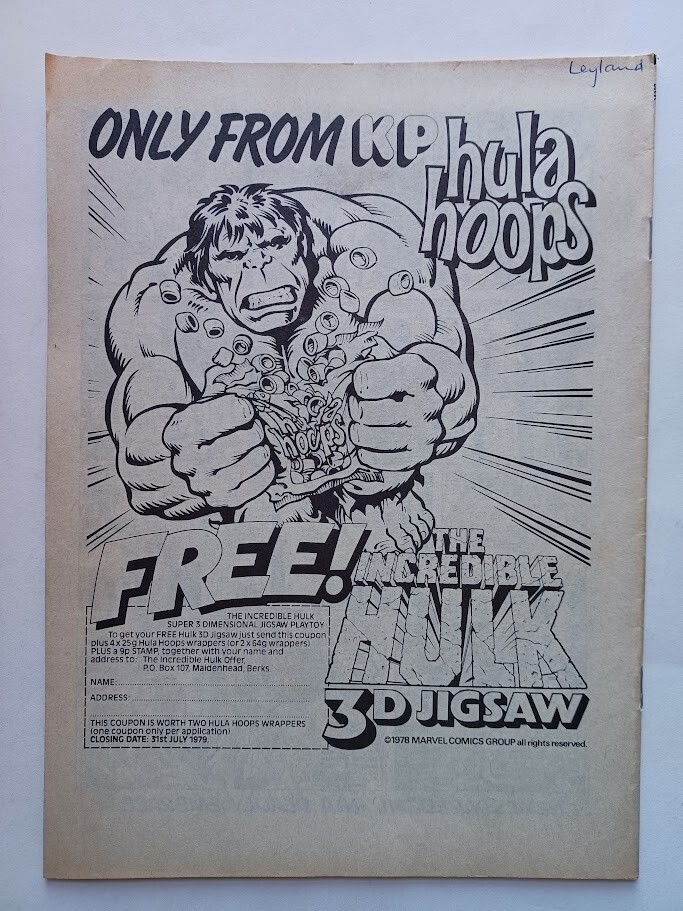 Leyland
ONLY FROM KP hula
hoops
hoops
FREE!
THE
INCREDIBLE
HULK
3D JIGSAW
©1978 MARVEL COMICS GROUP all rights reserved.
THE INCREDIBLE HULK
SUPER 3 DIMENSIONAL JIGSAW PLAYTOY
To get your FREE Hulk 3D Jigsaw just send this coupon
plus 4 x 25g Hula Hoops wrappers (or 2 x 64g wrappers)
PLUS a 9p STAMP, together with your name and
address to: The Incredible Hulk Offer,
P.O. Box 107, Maidenhead, Berks.
NAME:
ADDRESS:
THIS COUPON IS WORTH TWO HULA HOOPS WRAPPERS
(one coupon only per application)
CLOSING DATE: 31st JULY 1979.